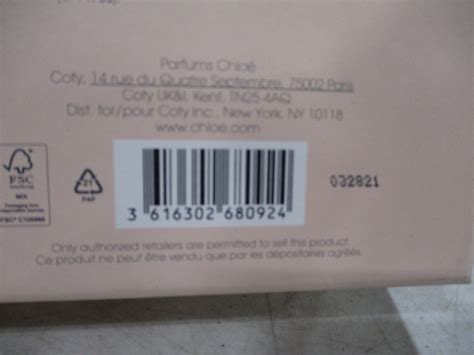 Parfums Chloé
Coty, 14 rue du Quatre Septembre, 75002 Paris
Coty UK&I, Kent, TN25 4AQ
Dist. for/pour Coty Inc., New York, NY 10118
www.chloe.com
FSC
MIX
21
PAP
032821
3 616302 680924
Only authorized retailers are permitted to sell this product.
Ce produit ne peut être vendu que par les dépositaires agréés.